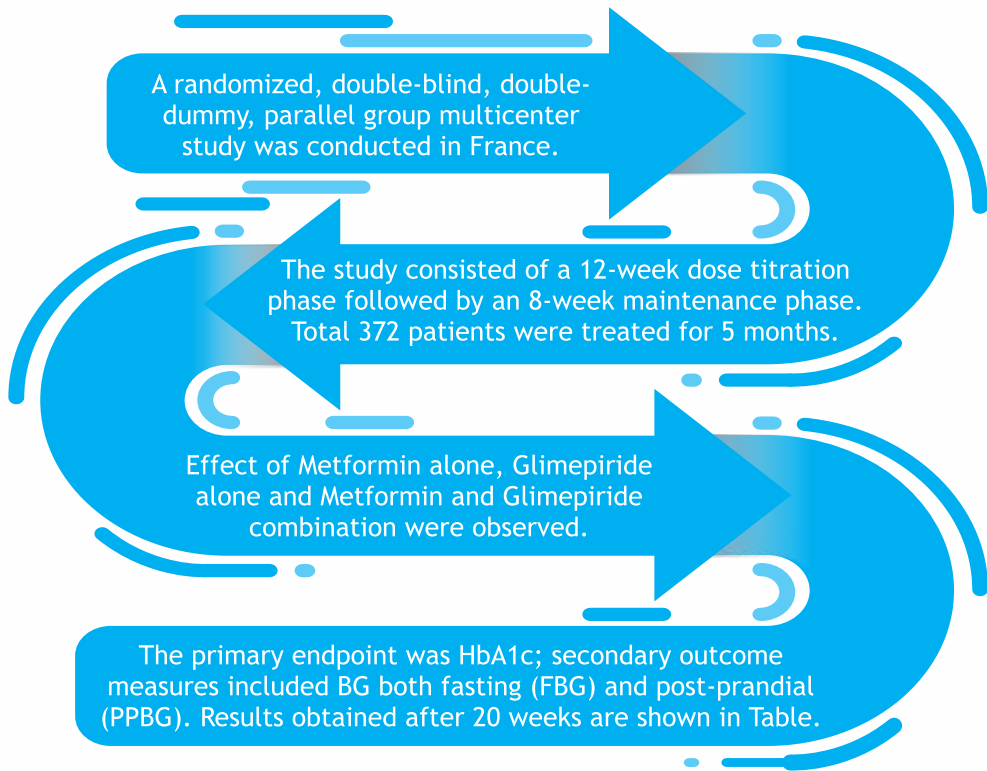 A randomized, double-blind, double-
dummy, parallel group multicenter
study was conducted in France.
The study consisted of a 12-week dose titration
phase followed by an 8-week maintenance phase.
Total 372 patients were treated for 5 months.
Effect of Metformin alone, Glimepiride
alone and Metformin and Glimepiride
combination were observed.
The primary endpoint was HbA1c; secondary outcome
measures included BG both fasting (FBG) and post-prandial
(PPBG). Results obtained after 20 weeks are shown in Table.